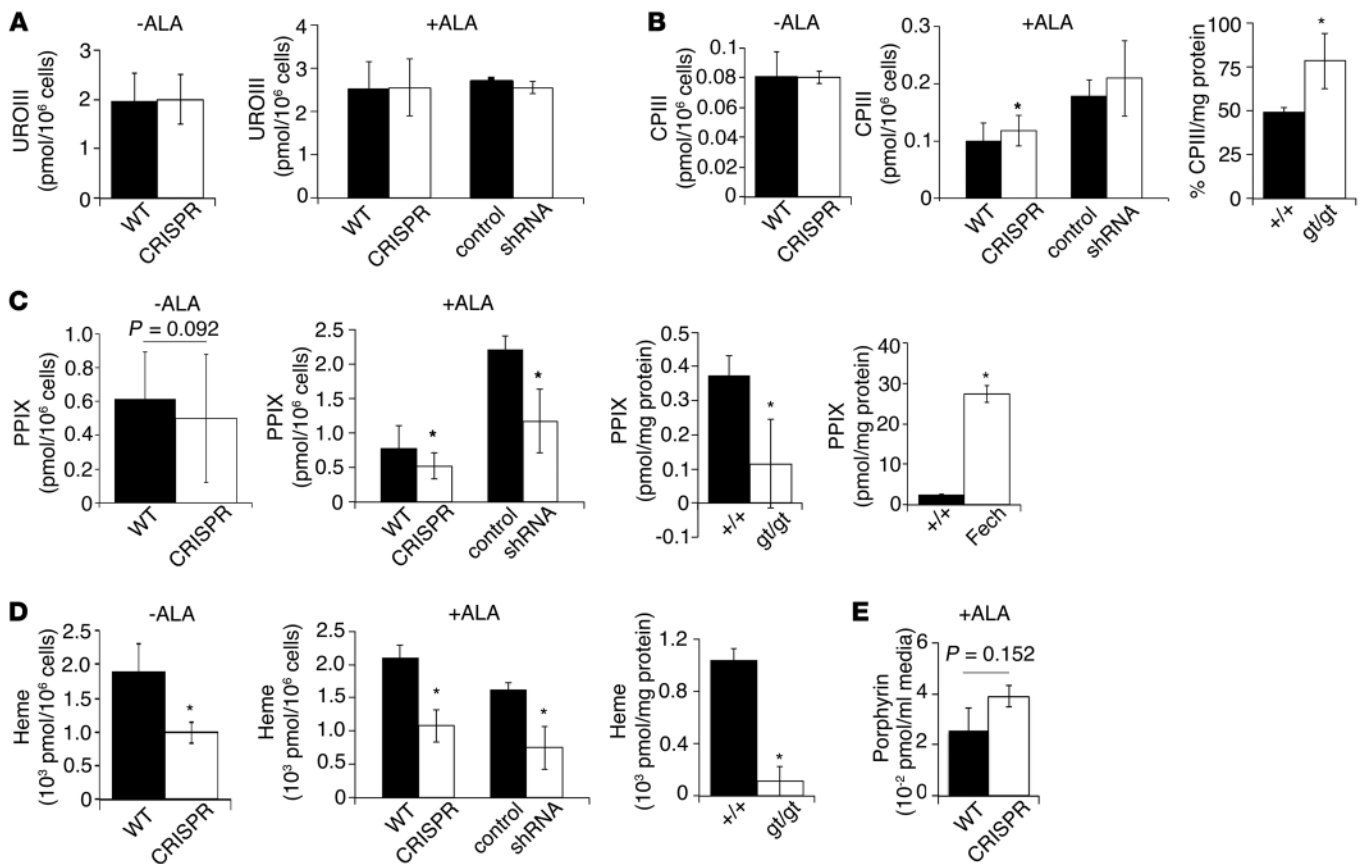 A
-ALA
UROIII
(pmol/10⁶ cells)
3
2
1
0
WT
CRISPR
+ALA
UROIII
(pmol/10⁶ cells)
4
3
2
1
0
WT
CRISPR
control
shRNA
B
-ALA
CPIII
(pmol/10⁶ cells)
0.1
0.08
0.06
0.04
0.02
0
WT
CRISPR
+ALA
CPIII
(pmol/10⁶ cells)
0.3
0.2
0.1
0
*
WT
CRISPR
control
shRNA
% CPIII/mg protein
100
75
50
25
0
*
+/+
gt/gt
C
-ALA
P = 0.092
PPIX
(pmol/10⁶ cells)
1.0
0.8
0.6
0.4
0.2
0
WT
CRISPR
+ALA
PPIX
(pmol/10⁶ cells)
2.5
2.0
1.5
1.0
0.5
0
*
*
WT
CRISPR
control
shRNA
PPIX
(pmol/mg protein)
0.5
0.4
0.3
0.2
0.1
0
-0.1
*
+/+
gt/gt
PPIX
(pmol/mg protein)
40
30
20
10
0
*
+/+
Fech
D
-ALA
Heme
(10³ pmol/10⁶ cells)
2.5
2.0
1.5
1.0
0.5
0
*
WT
CRISPR
+ALA
Heme
(10³ pmol/10⁶ cells)
2.5
2.0
1.5
1.0
0.5
0
*
*
WT
CRISPR
control
shRNA
Heme
(10³ pmol/mg protein)
1.2
0.8
0.4
0
*
+/+
gt/gt
E
+ALA
P = 0.152
Porphyrin
(10⁻² pmol/ml media)
6
4
2
0
WT
CRISPR